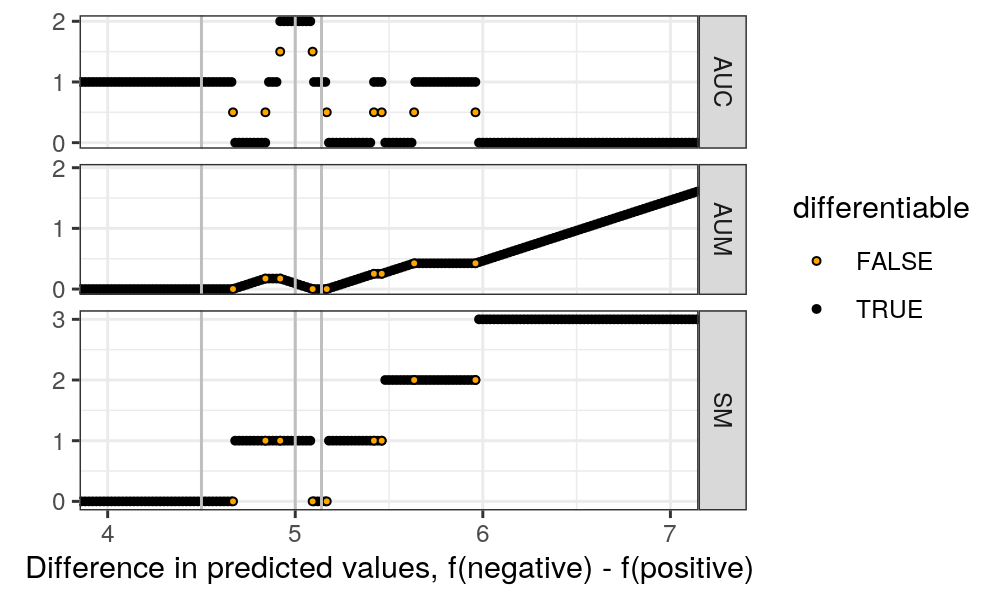 2
1
0
AUC
2
1
0
AUM
3
2
1
0
SM
4 5 6 7
Difference in predicted values, f(negative) - f(positive)
differentiable
FALSE
TRUE